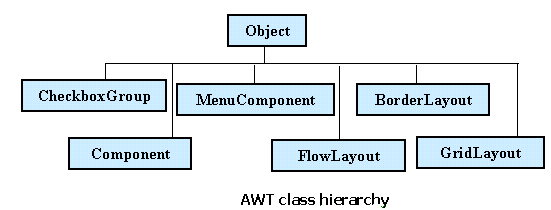 Object
CheckboxGroup
MenuComponent
BorderLayout
Component
FlowLayout
GridLayout
AWT class hierarchy